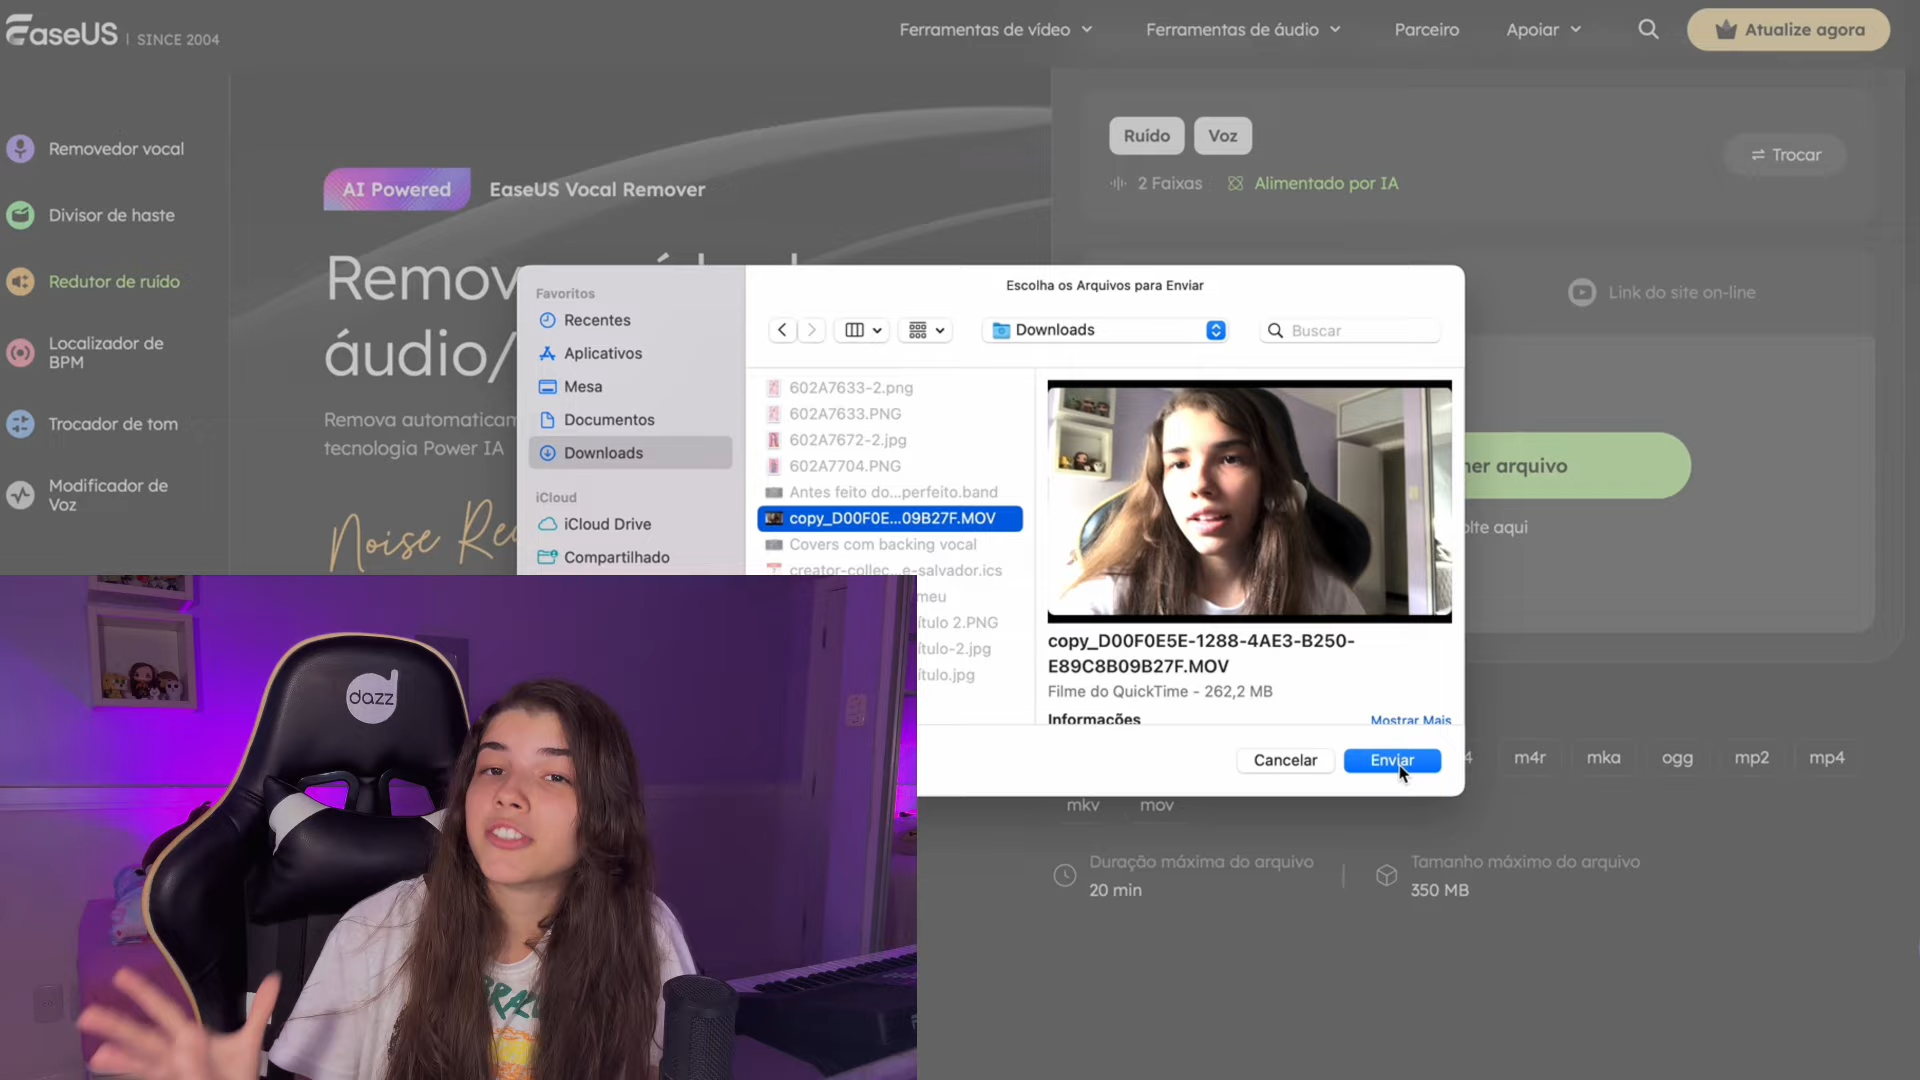 EaseUS | SINCE 2004
Ferramentas de vídeo
Ferramentas de áudio
Parceiro
Apoiar
Atualize agora
Removedor vocal
Divisor de haste
Redutor de ruído
Localizador de
BPM
Trocador de tom
Modificador de
Voz
AI Powered
EaseUS Vocal Remover
áudio/
Remova
tecnologia Power IA
Noise
Ruído
Voz
2 Faixas
Alimentado por IA
Trocar
Link do site on-line
arquivo
aqui
Escolha os Arquivos para Enviar
Favoritos
Recentes
Aplicativos
Mesa
Documentos
Downloads
iCloud
iCloud Drive
Compartilhado
Downloads
Buscar
602A7633-2.png
602A7633.PNG
602A7672-2.jpg
602A7704.PNG
Antes feito do...perfeito.band
copy_D00F0E...09B27F.MOV
Covers com backing vocal
creator-collec...e-salvador.ics
meu
ítulo 2.PNG
ítulo-2.jpg
ítulo.jpg
copy_D00F0E5E-1288-4AE3-B250-
E89C8B09B27F.MOV
Filme do QuickTime - 262,2 MB
Informações
Mostrar Mais
Cancelar
Enviar
4
m4r
mka
ogg
mp2
mp4
mkv
mov
Duração máxima do arquivo
20 min
Tamanho máximo do arquivo
350 MB
dazz